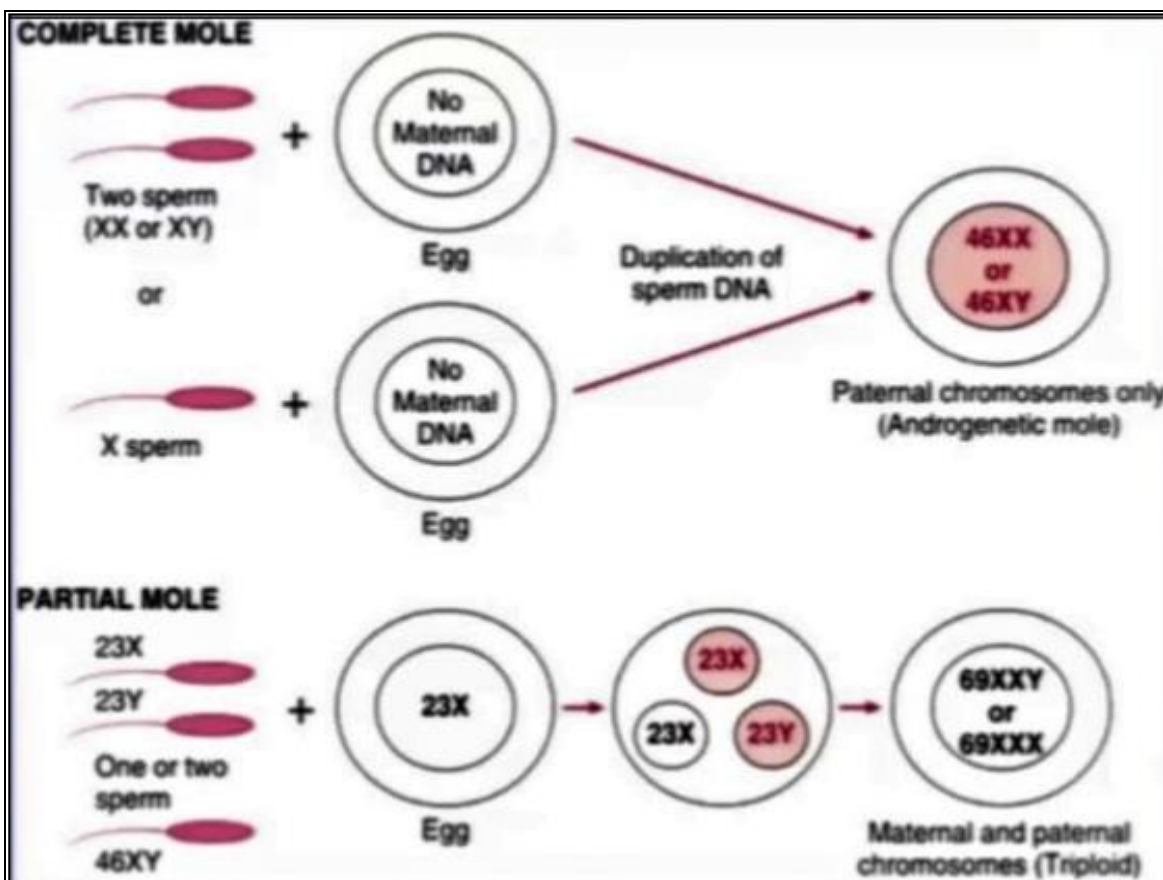 COMPLETE MOLE
Two sperm
(XX or XY)
or
X sperm
+
No
Maternal
DNA
Egg
+
No
Maternal
DNA
Egg
Duplication of
sperm DNA
46XX
or
46XY
Paternal chromosomes only
(Androgenetic mole)
PARTIAL MOLE
23X
23Y
One or two
sperm
46XY
+
23X
Egg
23X
23X
23Y
69XXY
or
69XXX
Maternal and paternal
chromosomes (Triploid)